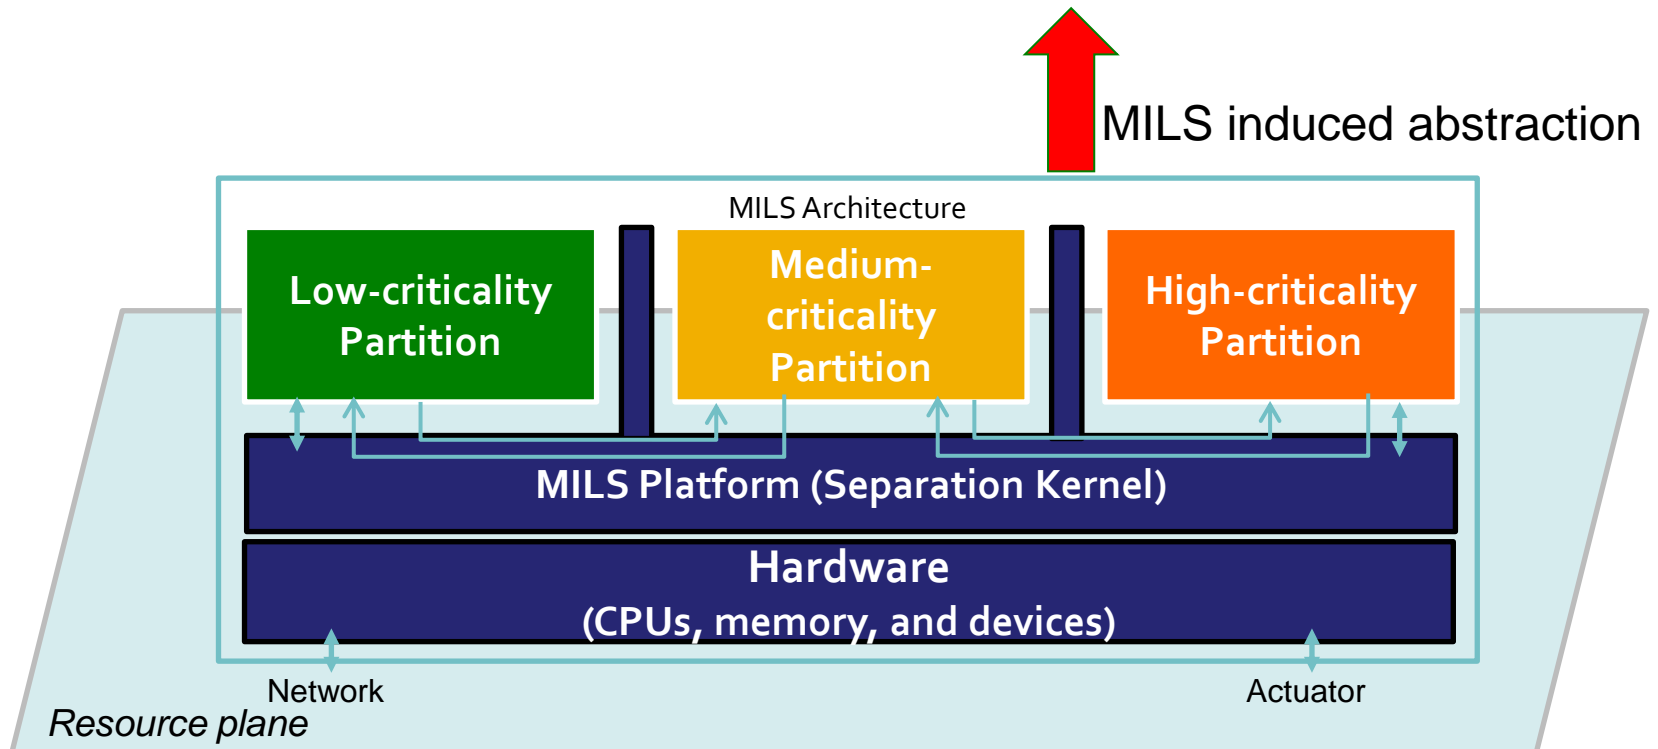 MILS induced abstraction
MILS Architecture
Low-criticality
Partition
Medium-
criticality
Partition
High-criticality
Partition
MILS Platform (Separation Kernel)
Hardware
(CPUs, memory, and devices)
Network
Actuator
Resource plane